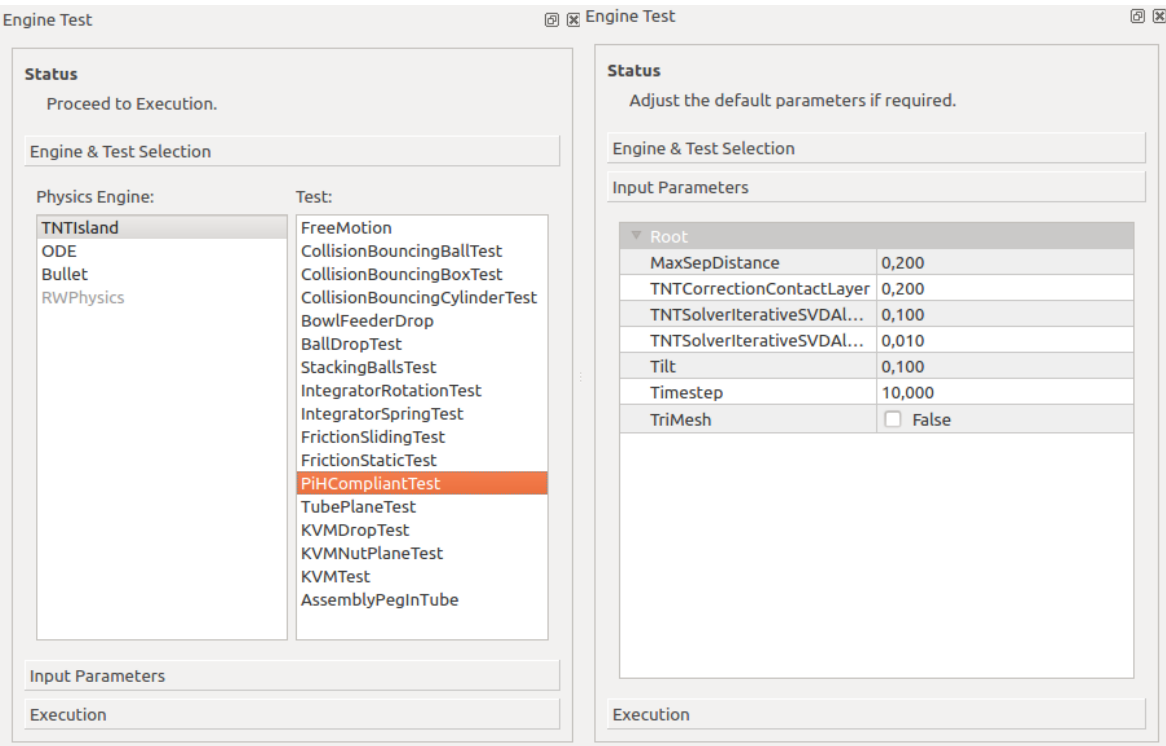 Engine Test
Status
Proceed to Execution.
Engine & Test Selection
Physics Engine:
TNTIsland
ODE
Bullet
RWPhysics
Test:
FreeMotion
CollisionBouncingBallTest
CollisionBouncingBoxTest
CollisionBouncingCylinderTest
BowlFeederDrop
BallDropTest
StackingBallsTest
IntegratorRotationTest
IntegratorSpringTest
FrictionSlidingTest
FrictionStaticTest
PiHCompliantTest
TubePlaneTest
KVMDropTest
KVMNutPlaneTest
KVMTest
AssemblyPegInTube
Input Parameters
Execution
Engine Test
Status
Adjust the default parameters if required.
Engine & Test Selection
Input Parameters
Root
MaxSepDistance 0,200
TNTCorrectionContactLayer 0,200
TNTSolverIterativeSVDAl... 0,100
TNTSolverIterativeSVDAl... 0,010
Tilt 0,100
Timestep 10,000
TriMesh False
Execution